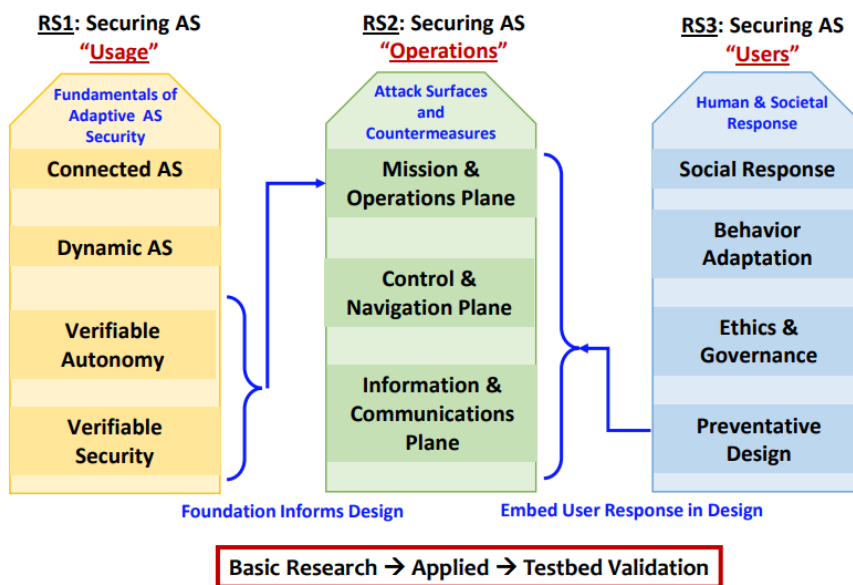 RS1: Securing AS
“Usage”
Fundamentals of
Adaptive AS
Security
Connected AS
Dynamic AS
Verifiable
Autonomy
Verifiable
Security
RS2: Securing AS
“Operations”
Attack Surfaces
and
Countermeasures
Mission &
Operations Plane
Control &
Navigation Plane
Information &
Communications
Plane
RS3: Securing AS
“Users”
Human & Societal
Response
Social Response
Behavior
Adaptation
Ethics &
Governance
Preventative
Design
Foundation Informs Design
Embed User Response in Design
Basic Research → Applied → Testbed Validation